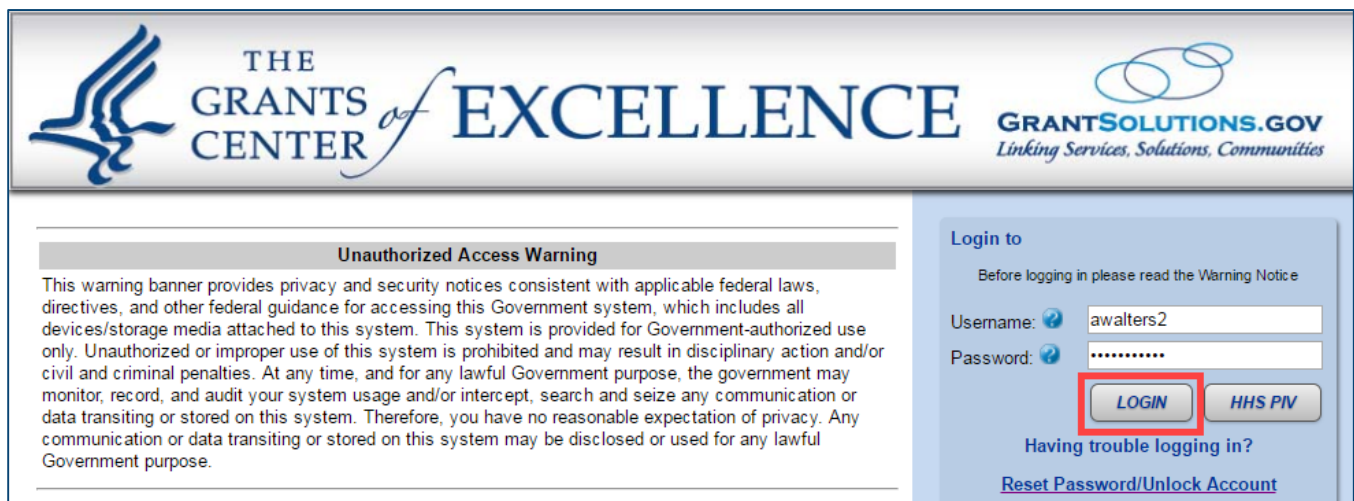 THE
GRANTS of EXCELLENCE
CENTER
GRANTSOLUTIONS.GOV
Linking Services, Solutions, Communities
Unauthorized Access Warning
This warning banner provides privacy and security notices consistent with applicable federal laws,
directives, and other federal guidance for accessing this Government system, which includes all
devices/storage media attached to this system. This system is provided for Government-authorized use
only. Unauthorized or improper use of this system is prohibited and may result in disciplinary action and/or
civil and criminal penalties. At any time, and for any lawful Government purpose, the government may
monitor, record, and audit your system usage and/or intercept, search and seize any communication or
data transiting or stored on this system. Therefore, you have no reasonable expectation of privacy. Any
communication or data transiting or stored on this system may be disclosed or used for any lawful
Government purpose.
Login to
Before logging in please read the Warning Notice
Username: ? awalters2
Password: ? •••••••••••
LOGIN HHS PIV
Having trouble logging in?
Reset Password/Unlock Account